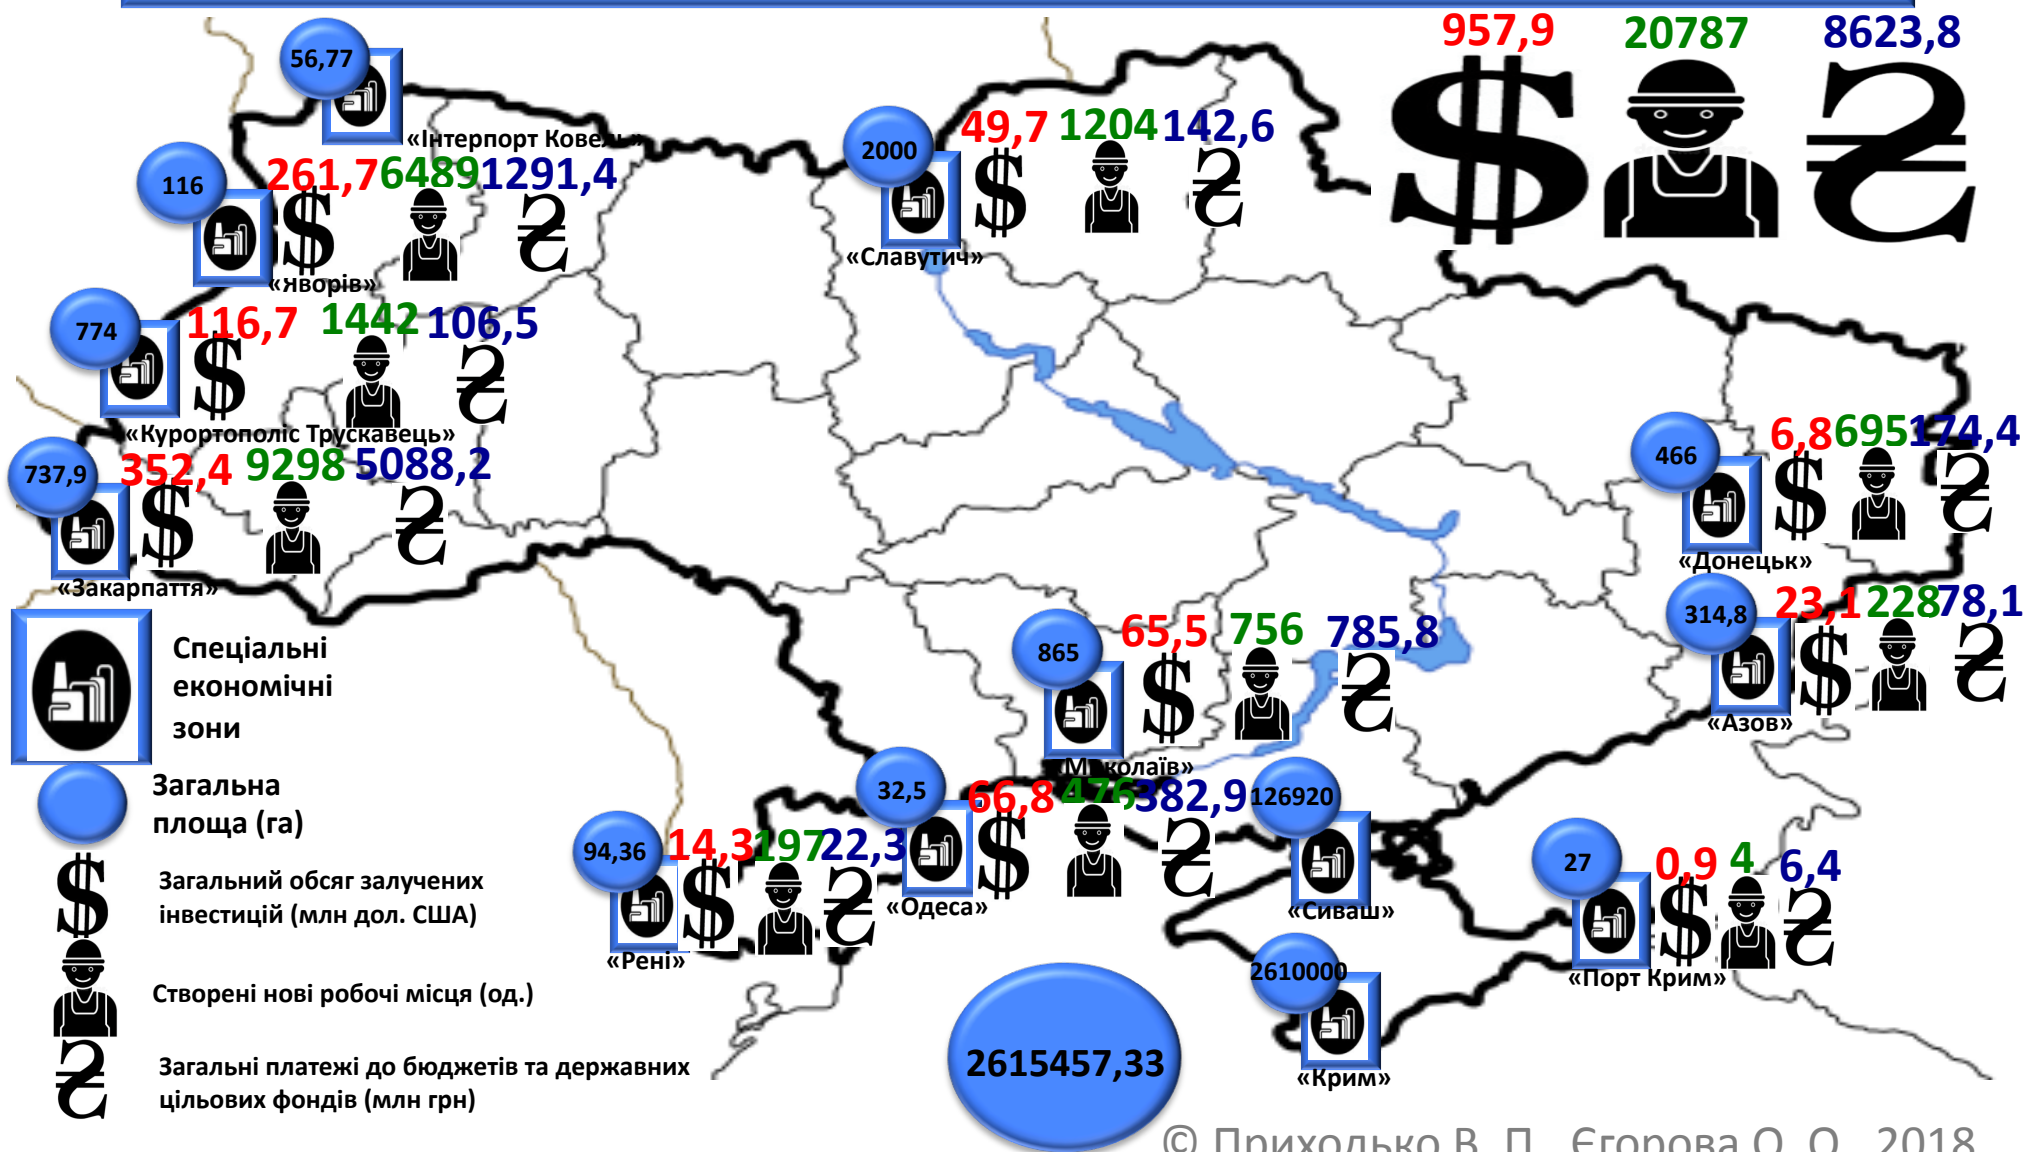 957,9 20787 8623,8
56,77
«Інтерпорт Ковель»
116
261,7 6489 1291,4
«Яворів»
2000
49,7 1204 142,6
«Славутич»
774
116,7 1442 106,5
«Курортополіс Трускавець»
737,9
352,4 9298 5088,2
«Закарпаття»
466
6,8 695 174,4
«Донецьк»
314,8
23,1 228 78,1
«Азов»
865
65,5 756 785,8
«Миколаїв»
32,5
66,8 476 382,9
«Одеса»
126920
«Сиваш»
94,36
14,3 197 22,3
«Рені»
27
0,9 4 6,4
«Порт Крим»
2610000
«Крим»
2615457,33
Спеціальні
економічні
зони
Загальна
площа (га)
Загальний обсяг залучених
інвестицій (млн дол. США)
Створені нові робочі місця (од.)
Загальні платежі до бюджетів та державних
цільових фондів (млн грн)
© Приходько В. П., Єгорова О. О., 2018